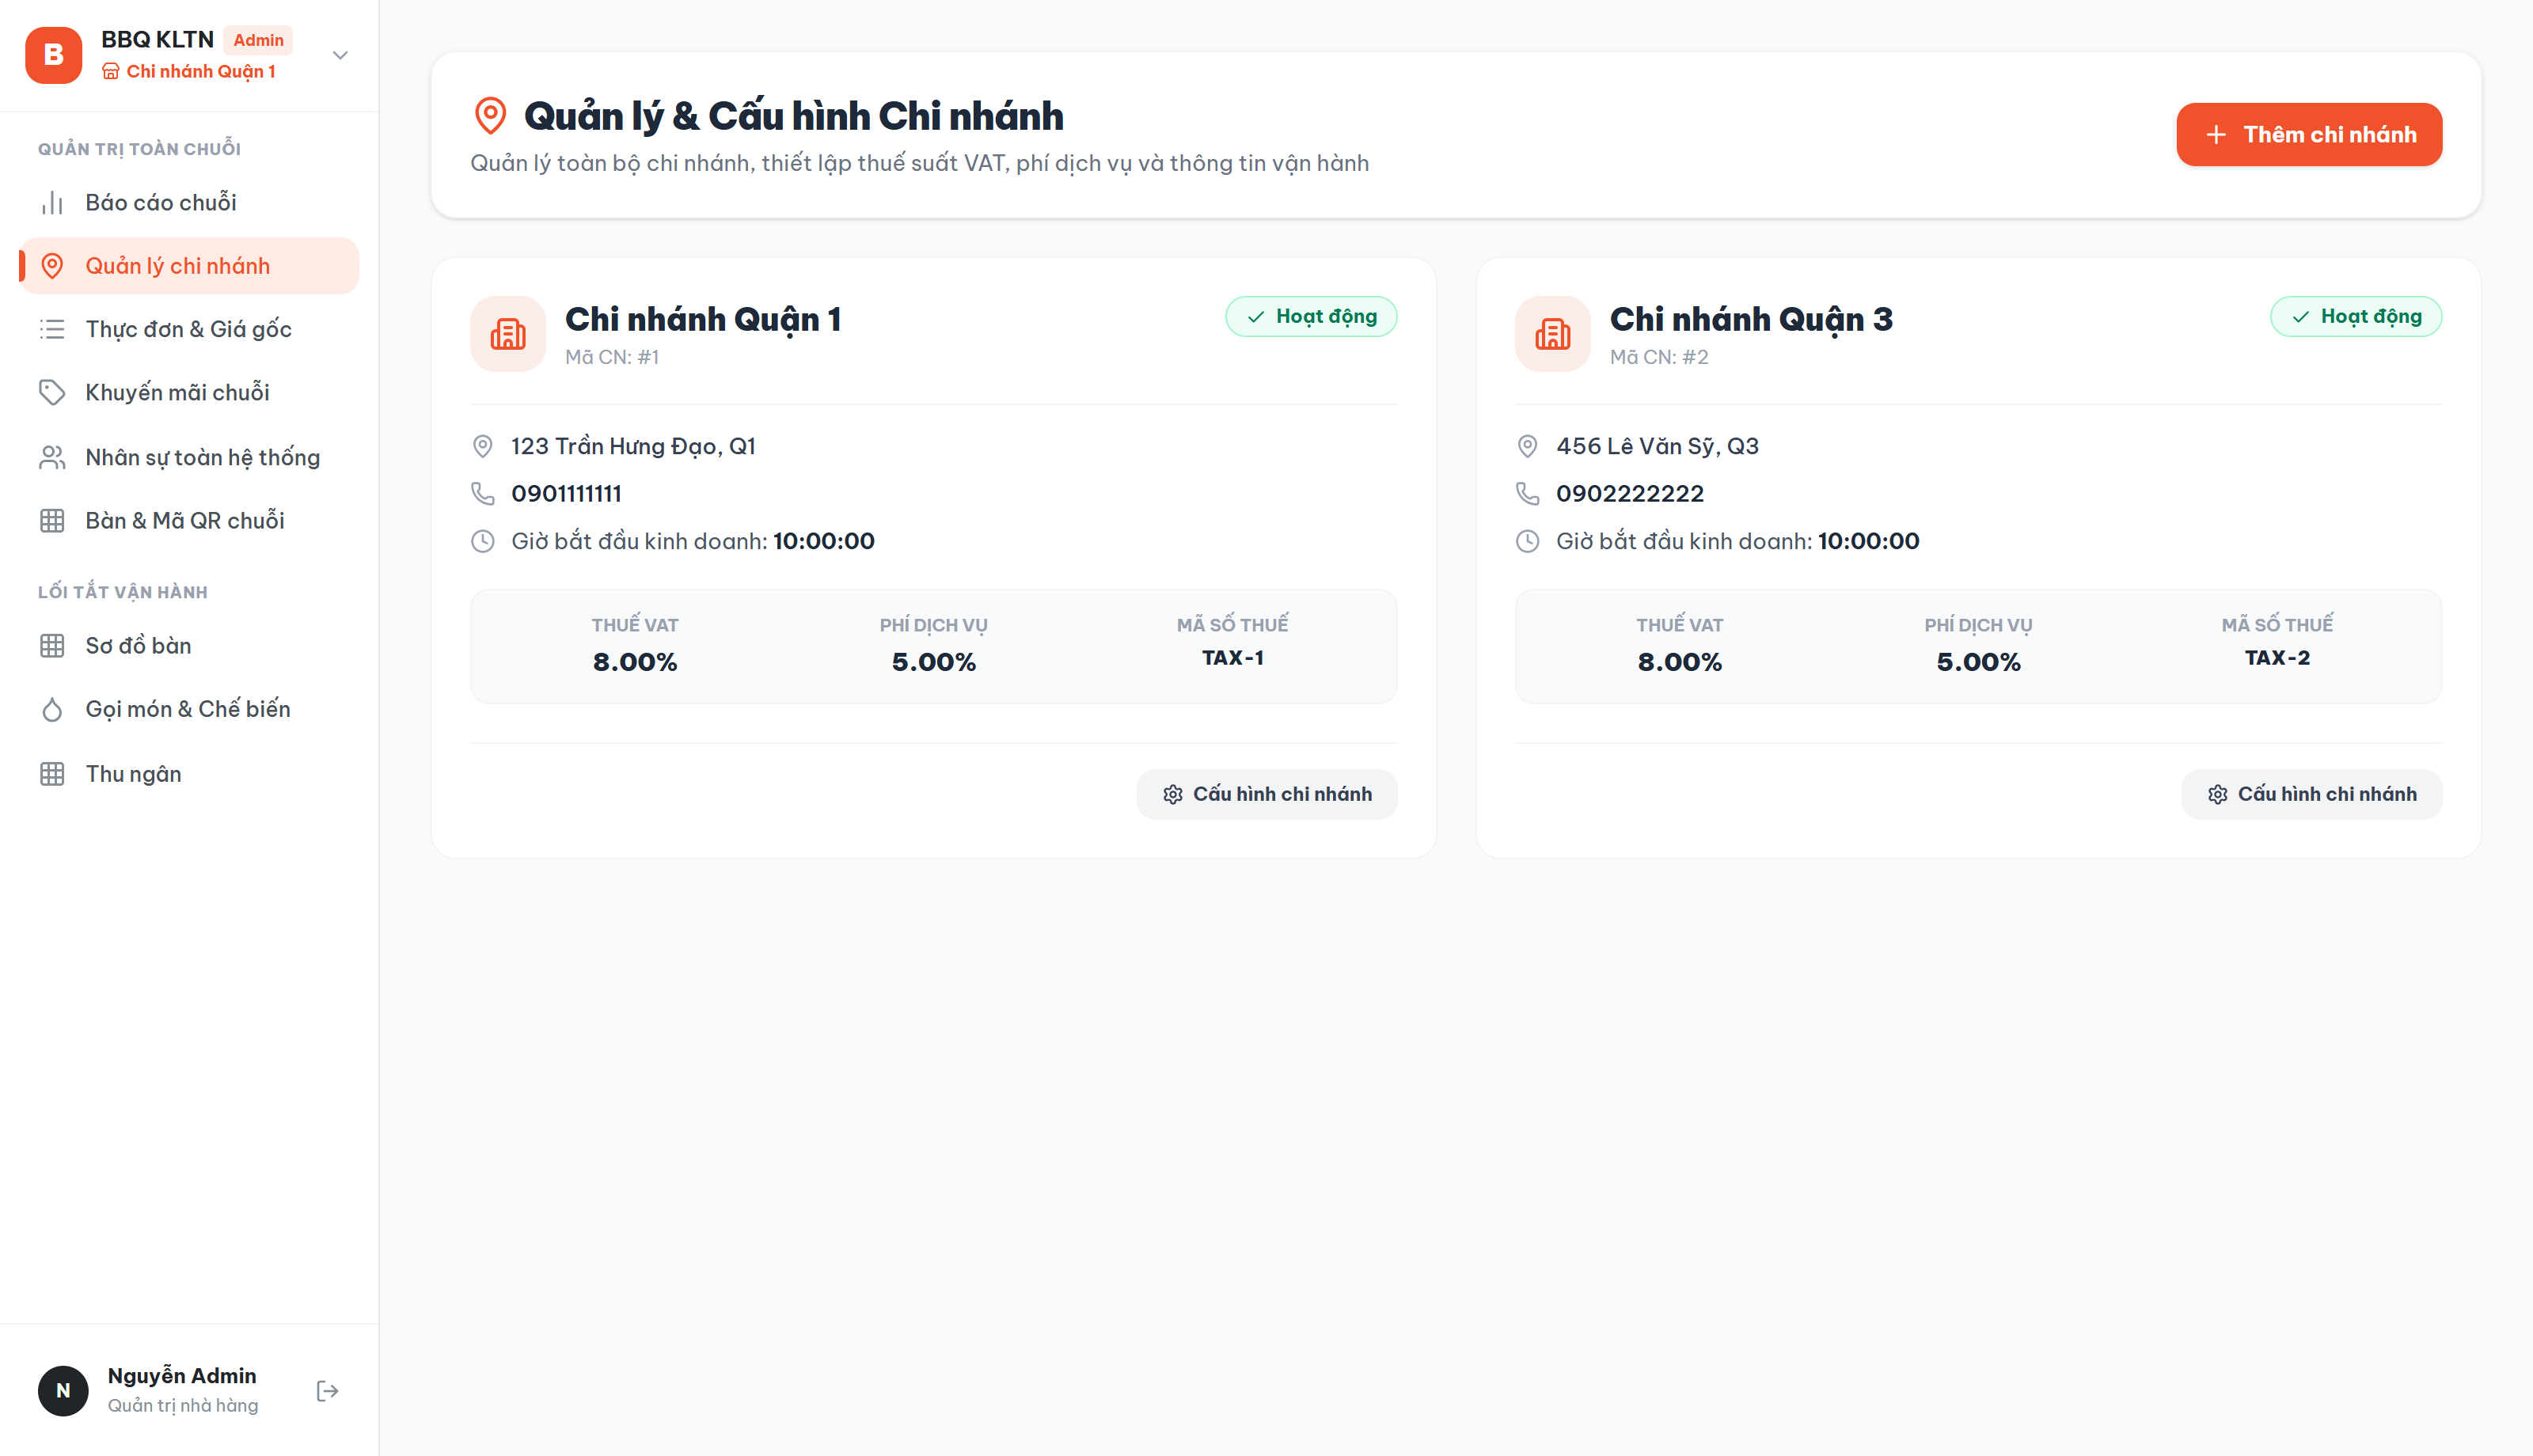 B
BBQ KLTN Admin
Chi nhánh Quận 1
QUẢN TRỊ TOÀN CHUỖI
Báo cáo chuỗi
Quản lý chi nhánh
Thực đơn & Giá gốc
Khuyến mãi chuỗi
Nhân sự toàn hệ thống
Bàn & Mã QR chuỗi
LỐI TẮT VẬN HÀNH
Sơ đồ bàn
Gọi món & Chế biến
Thu ngân
N
Nguyễn Admin
Quản trị nhà hàng
Quản lý & Cấu hình Chi nhánh
Quản lý toàn bộ chi nhánh, thiết lập thuế suất VAT, phí dịch vụ và thông tin vận hành
Thêm chi nhánh
Chi nhánh Quận 1
Hoạt động
Mã CN: #1
123 Trần Hưng Đạo, Q1
0901111111
Giờ bắt đầu kinh doanh: 10:00:00
THUẾ VAT PHÍ DỊCH VỤ MÃ SỐ THUẾ
8.00% 5.00% TAX-1
Cấu hình chi nhánh
Chi nhánh Quận 3
Hoạt động
Mã CN: #2
456 Lê Văn Sỹ, Q3
0902222222
Giờ bắt đầu kinh doanh: 10:00:00
THUẾ VAT PHÍ DỊCH VỤ MÃ SỐ THUẾ
8.00% 5.00% TAX-2
Cấu hình chi nhánh